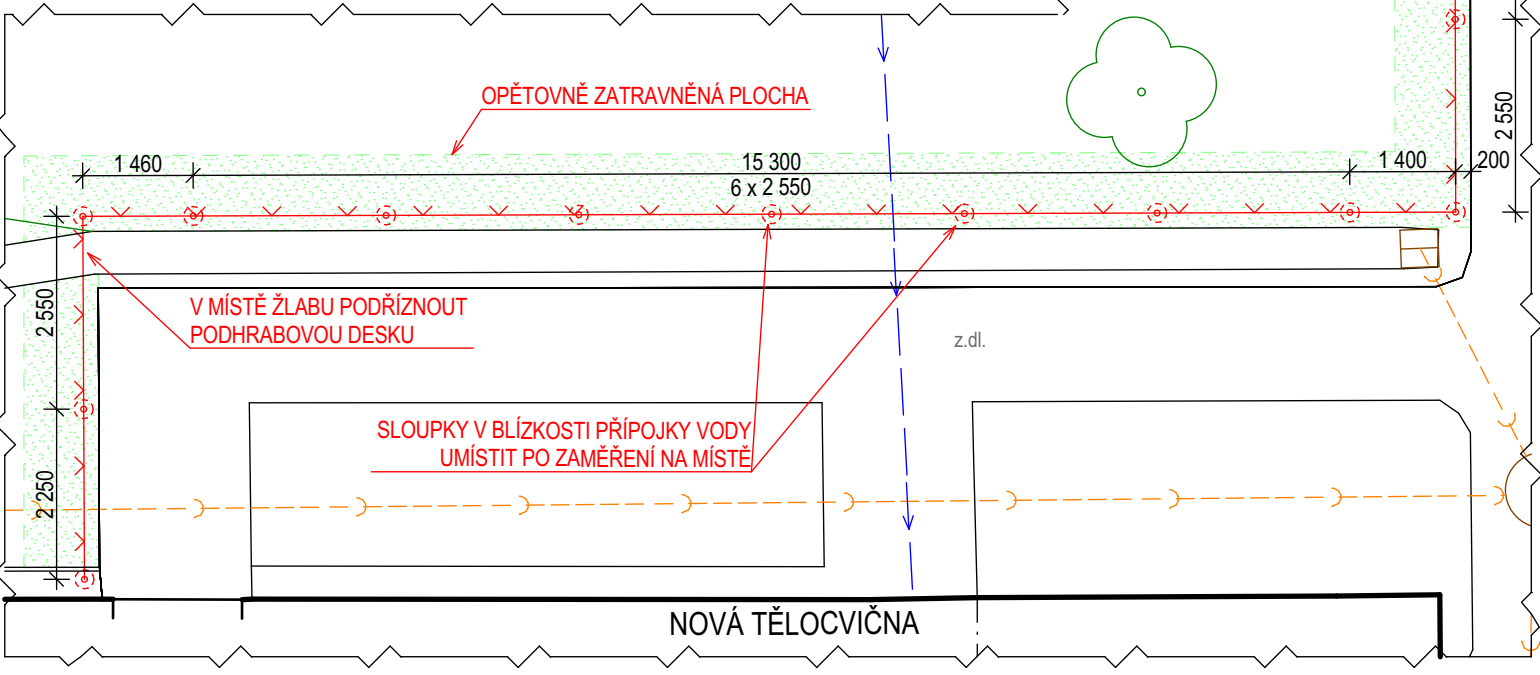 OPĚTOVNĚ ZATRAVNĚNÁ PLOCHA
2 550
1 460
15 300
1 400
200
6 x 2 550
2 550
V MÍSTĚ ŽLABU PODŘÍZNOUT
PODHRABOVOU DESKU
z.dl.
SLOUPKY V BLÍZKOSTI PŘÍPOJKY VODY
UMÍSTIT PO ZAMĚŘENÍ NA MÍSTĚ
2 250
NOVÁ TĚLOCVIČNA